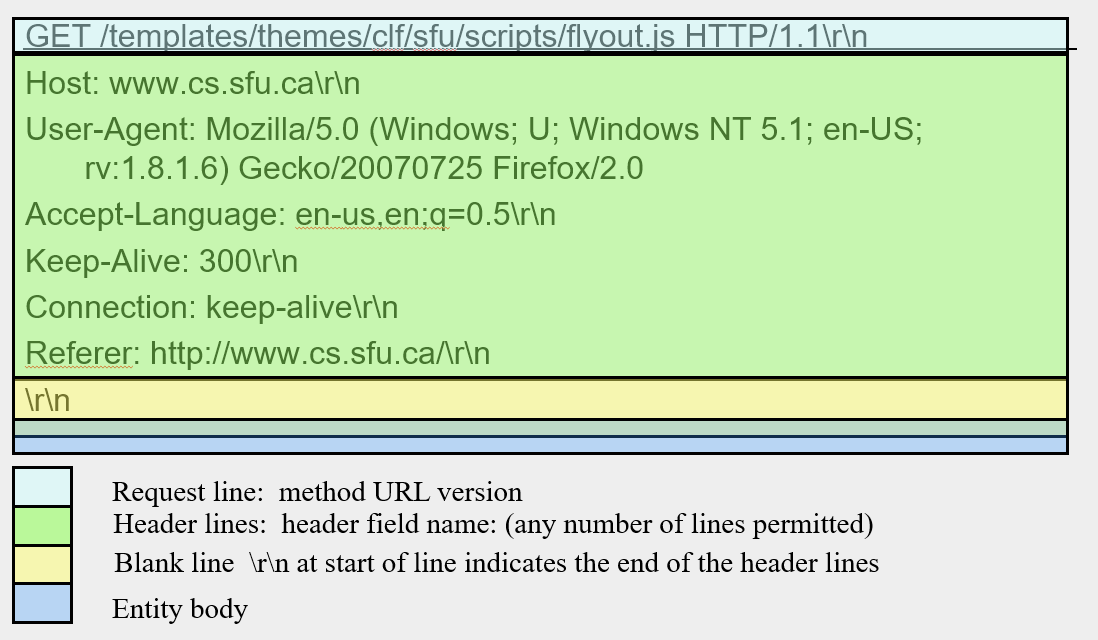 GET /templates/themes/clf/sfu/scripts/flyout.js HTTP/1.1\r\n
Host: www.cs.sfu.ca\r\n
User-Agent: Mozilla/5.0 (Windows; U; Windows NT 5.1; en-US;
rv:1.8.1.6) Gecko/20070725 Firefox/2.0
Accept-Language: en-us,en;q=0.5\r\n
Keep-Alive: 300\r\n
Connection: keep-alive\r\n
Referer: http://www.cs.sfu.ca/\r\n
\r\n
Request line:  method URL version
Header lines:  header field name: (any number of lines permitted)
Blank line  \r\n at start of line indicates the end of the header lines
Entity body